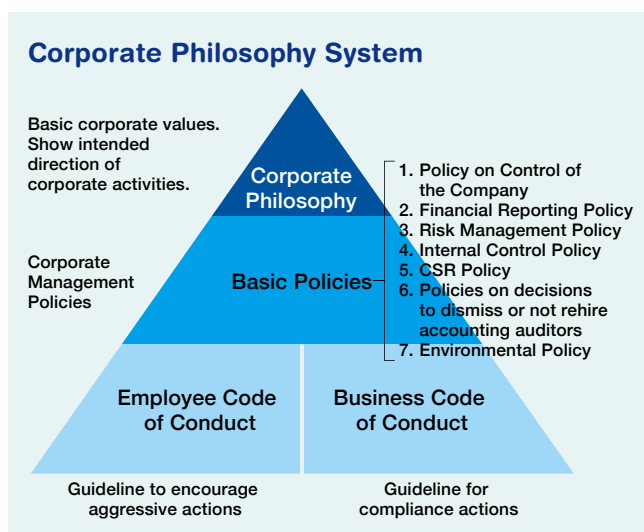 Corporate Philosophy System
Basic corporate values.
Show intended
direction of
corporate activities.
Corporate
Philosophy
Corporate
Management
Policies
Basic Policies
1. Policy on Control of
the Company
2. Financial Reporting Policy
3. Risk Management Policy
4. Internal Control Policy
5. CSR Policy
6. Policies on decisions
to dismiss or not rehire
accounting auditors
7. Environmental Policy
Employee Code
of Conduct
Business Code
of Conduct
Guideline to encourage
aggressive actions
Guideline for
compliance actions